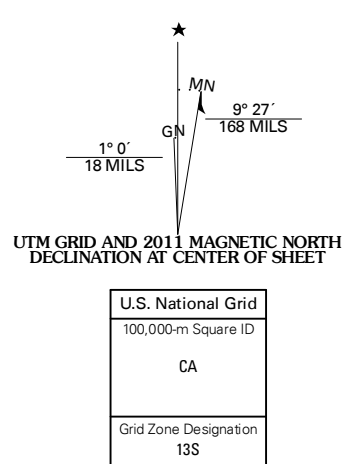 MN
GN
9° 27´
168 MILS
1° 0´
18 MILS
UTM GRID AND 2011 MAGNETIC NORTH
DECLINATION AT CENTER OF SHEET
U.S. National Grid
100,000-m Square ID
CA
Grid Zone Designation
13S